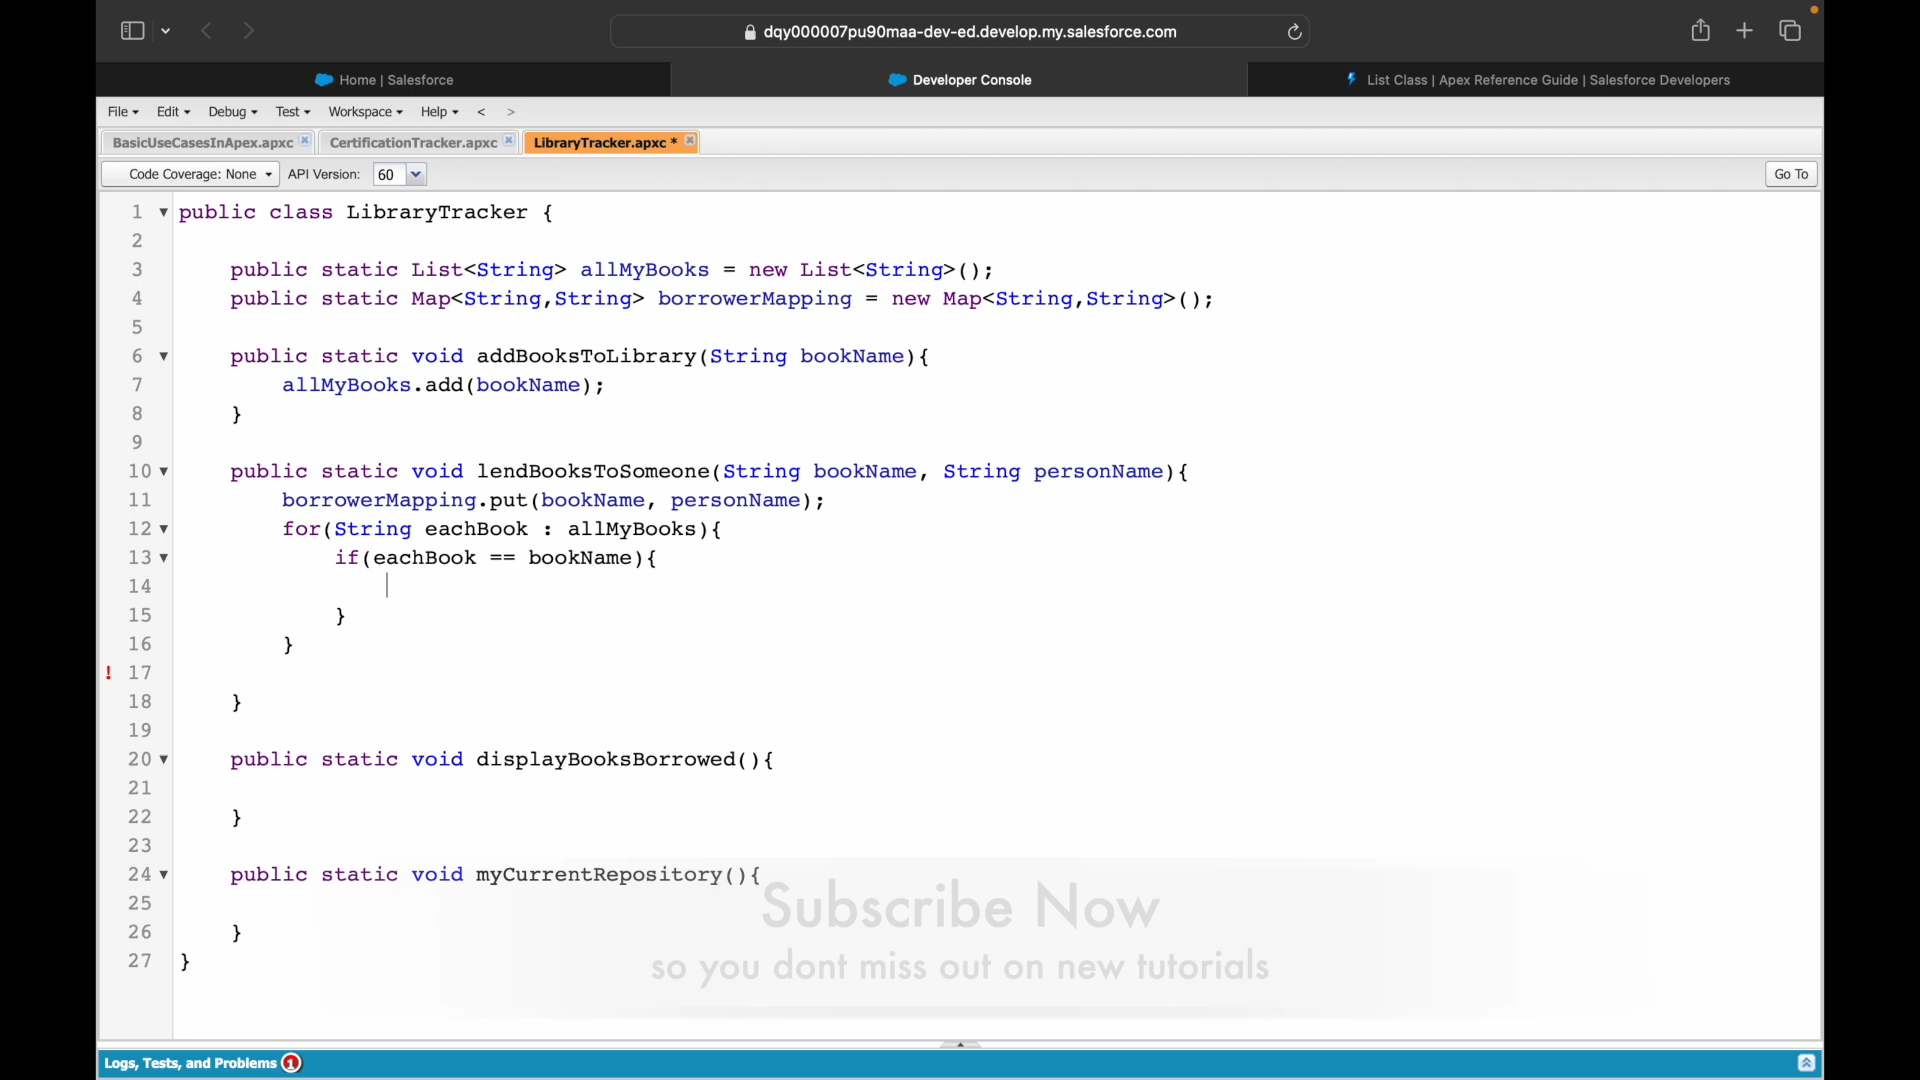 dqy000007pu90maa-dev-ed.develop.my.salesforce.com
Home | Salesforce
Developer Console
List Class | Apex Reference Guide | Salesforce Developers
File Edit Debug Test Workspace Help < >
BasicUseCasesInApex.apxc
CertificationTracker.apxc
LibraryTracker.apxc *
Code Coverage: None API Version: 60 Go To
1 public class LibraryTracker {
2
3 public static List<String> allMyBooks = new List<String>();
4 public static Map<String,String> borrowerMapping = new Map<String,String>();
5
6 public static void addBooksToLibrary(String bookName){
7 allMyBooks.add(bookName);
8 }
9
10 public static void lendBooksToSomeone(String bookName, String personName){
11 borrowerMapping.put(bookName, personName);
12 for(String eachBook : allMyBooks){
13 if(eachBook == bookName){
14
15 }
16 }
! 17
18 }
19
20 public static void displayBooksBorrowed(){
21
22 }
23
24 public static void myCurrentRepository(){
25
26 }
27 }
Subscribe Now
so you dont miss out on new tutorials
Logs, Tests, and Problems 1